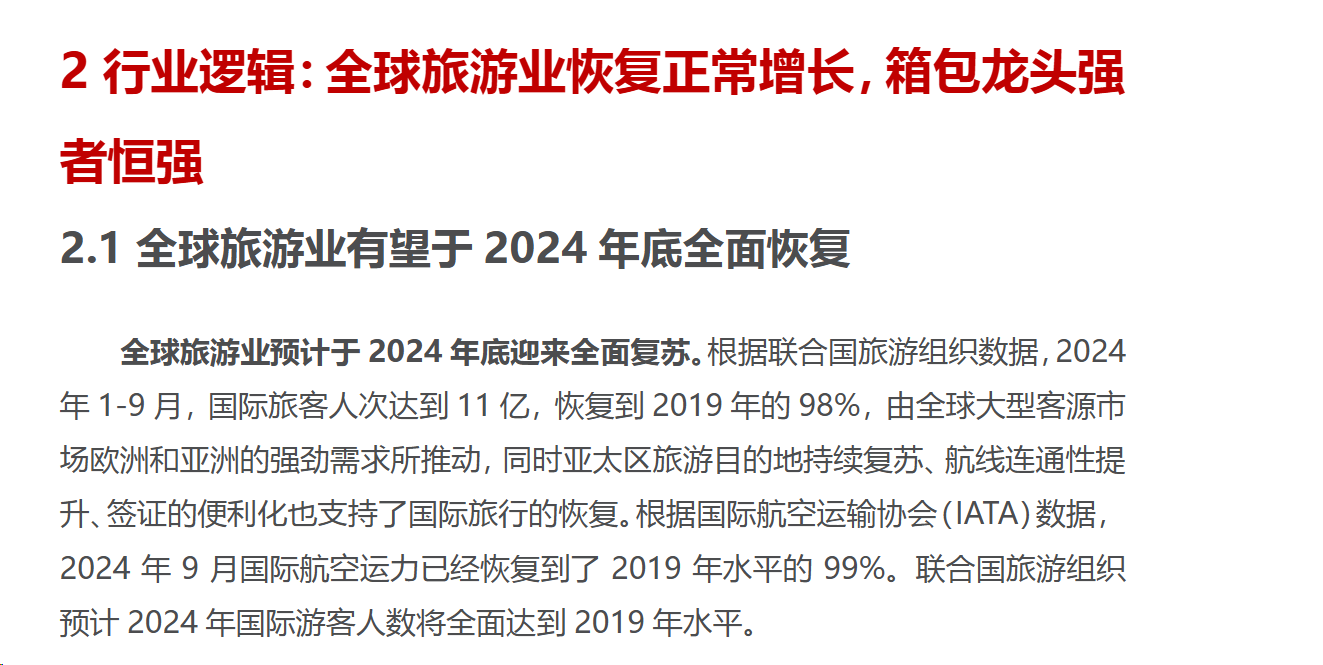 2 行业逻辑：全球旅游业恢复正常增长，箱包龙头强
者恒强
2.1 全球旅游业有望于 2024 年底全面恢复
全球旅游业预计于 2024 年底迎来全面复苏。根据联合国旅游组织数据，2024
年 1-9 月，国际旅客人次达到 11 亿，恢复到 2019 年的 98%，由全球大型客源市
场欧洲和亚洲的强劲需求所推动，同时亚太区旅游目的地持续复苏、航线连通性提
升、签证的便利化也支持了国际旅行的恢复。根据国际航空运输协会（IATA）数据，
2024 年 9 月国际航空运力已经恢复到了 2019 年水平的 99%。联合国旅游组织
预计 2024 年国际游客人数将全面达到 2019 年水平。